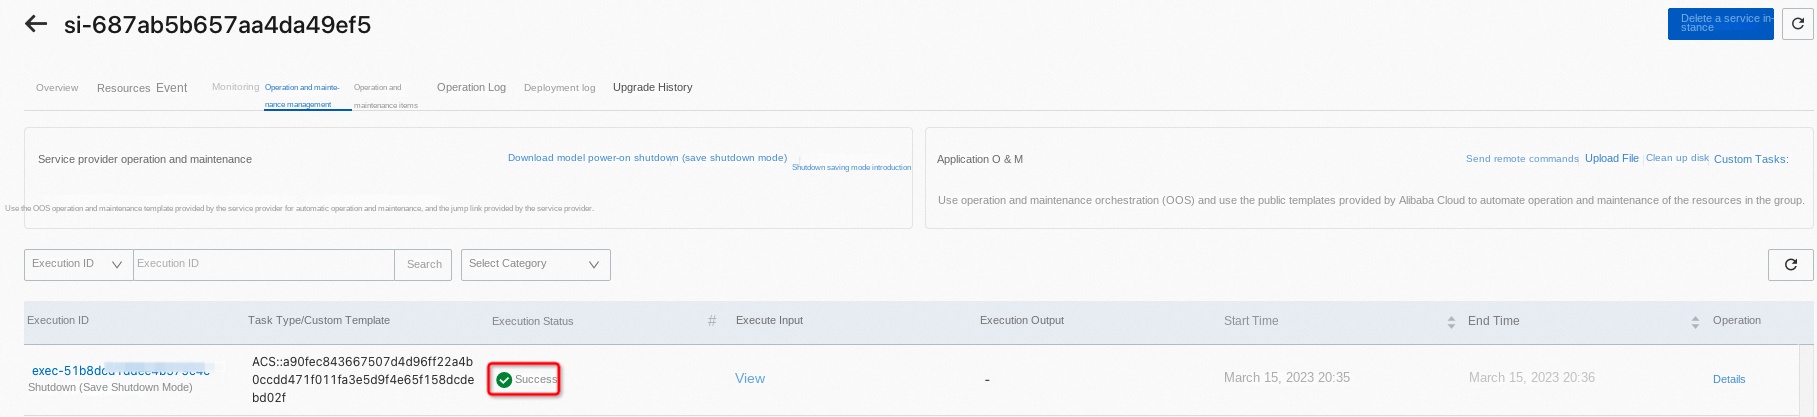 si-687ab5b657aa4da49ef5
Delete a service in-
stance
Overview
Resources
Event
Monitoring
Operation and mainte-
nance management
Operation and
maintenance items
Operation Log
Deployment log
Upgrade History
Service provider operation and maintenance
Download model power-on shutdown (save shutdown mode)
Shutdown saving mode introduction
Use the OOS operation and maintenance template provided by the service provider for automatic operation and maintenance, and the jump link provided by the service provider.
Application O & M
Send remote commands
Upload File
Clean up disk
Custom Tasks:
Use operation and maintenance orchestration (OOS) and use the public templates provided by Alibaba Cloud to automate operation and maintenance of the resources in the group.
Execution ID
Execution ID
Search
Select Category
Execution ID
Task Type/Custom Template
Execution Status
#
Execute Input
Execution Output
Start Time
End Time
Operation
Shutdown (Save Shutdown Mode)
ACS::a90fec843667507d4d96ff22a4b
0ccdd471f011fa3e5d9f4e65f158dcde
bd02f
Success
View
-
March 15, 2023 20:35
March 15, 2023 20:36
Details